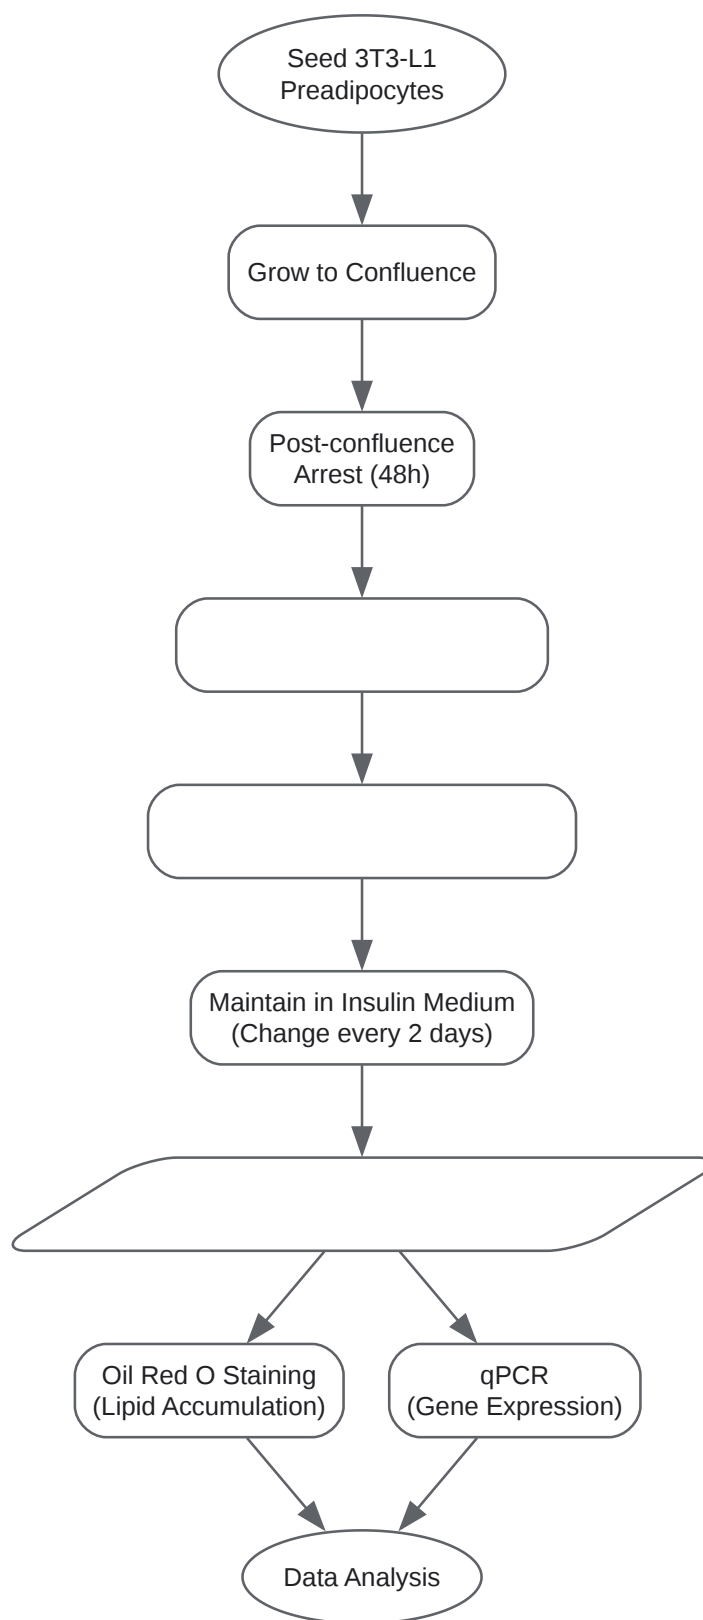 Seed 3T3-L1
Preadipocytes
Grow to Confluence
Post-confluence
Arrest (48h)
Maintain in Insulin Medium
(Change every 2 days)
Oil Red O Staining
(Lipid Accumulation)
qPCR
(Gene Expression)
Data Analysis